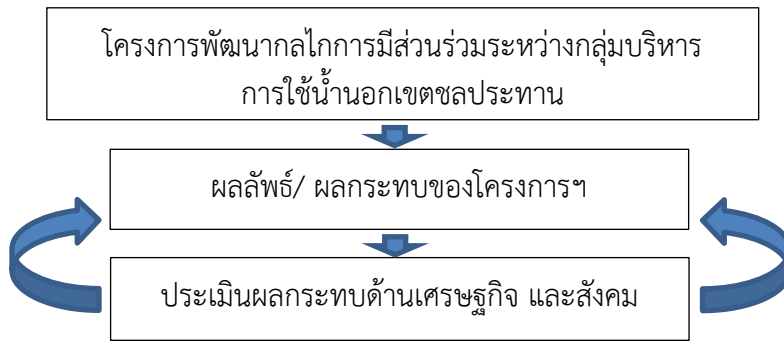 โครงการพัฒนากลไกการมีส่วนร่วมระหว่างกลุ่มบริหาร
การใช้น้ำนอกเขตชลประทาน
ผลลัพธ์/ ผลกระทบของโครงการฯ
ประเมินผลกระทบด้านเศรษฐกิจ และสังคม